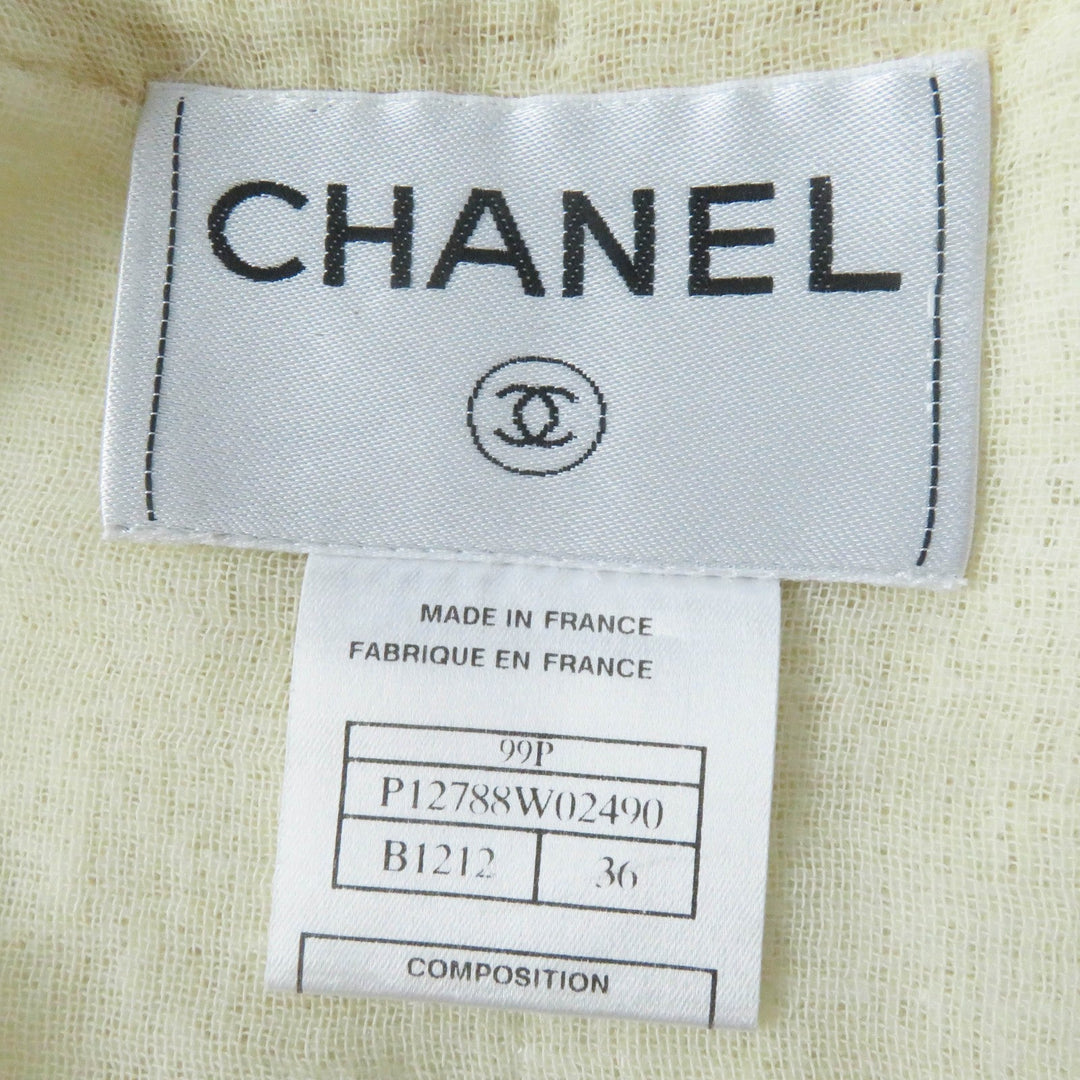 CHANEL
MADE IN FRANCE
FABRIQUE EN FRANCE
99P
P12788W02490
B1212 36
COMPOSITION